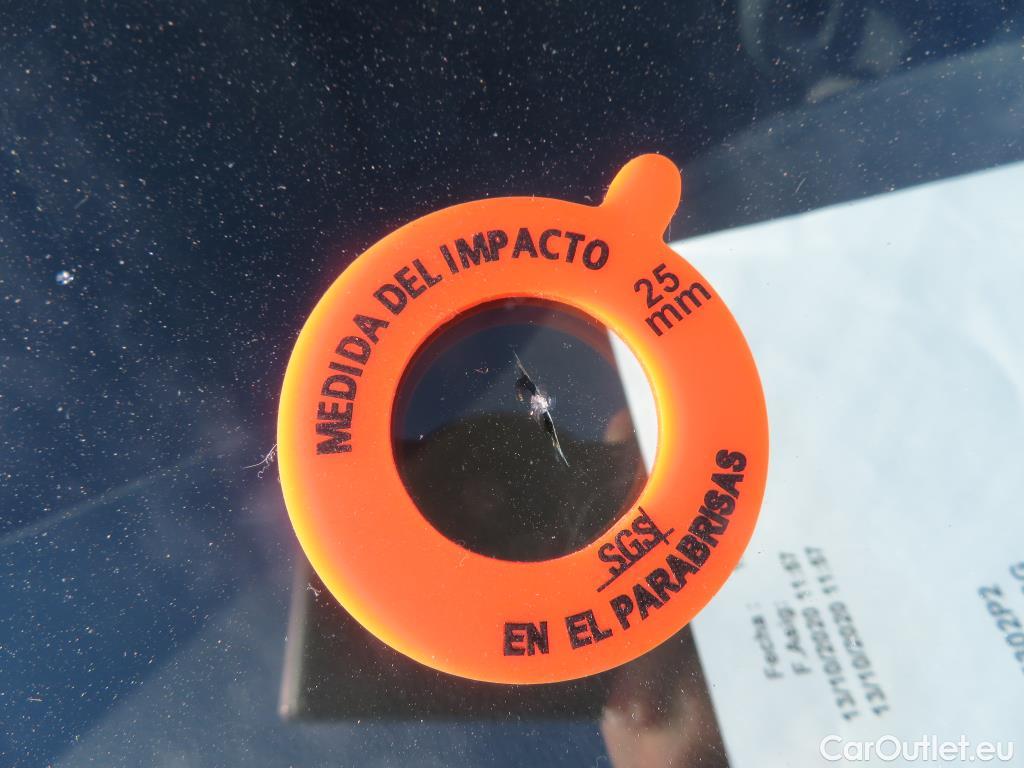 MEDIDA DEL IMPACTO
25
mm
SGS
EN EL PARABRISAS
Fecha :
F.Alg:
13/10/2020 11:57
13/10/2020 11:57
CarOutlet.eu